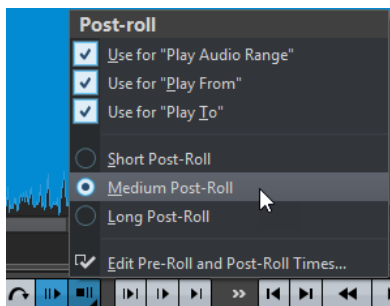 Post-roll
Use for "Play Audio Range"
Use for "Play From"
Use for "Play To"
Short Post-Roll
Medium Post-Roll
Long Post-Roll
Edit Pre-Roll and Post-Roll Times...